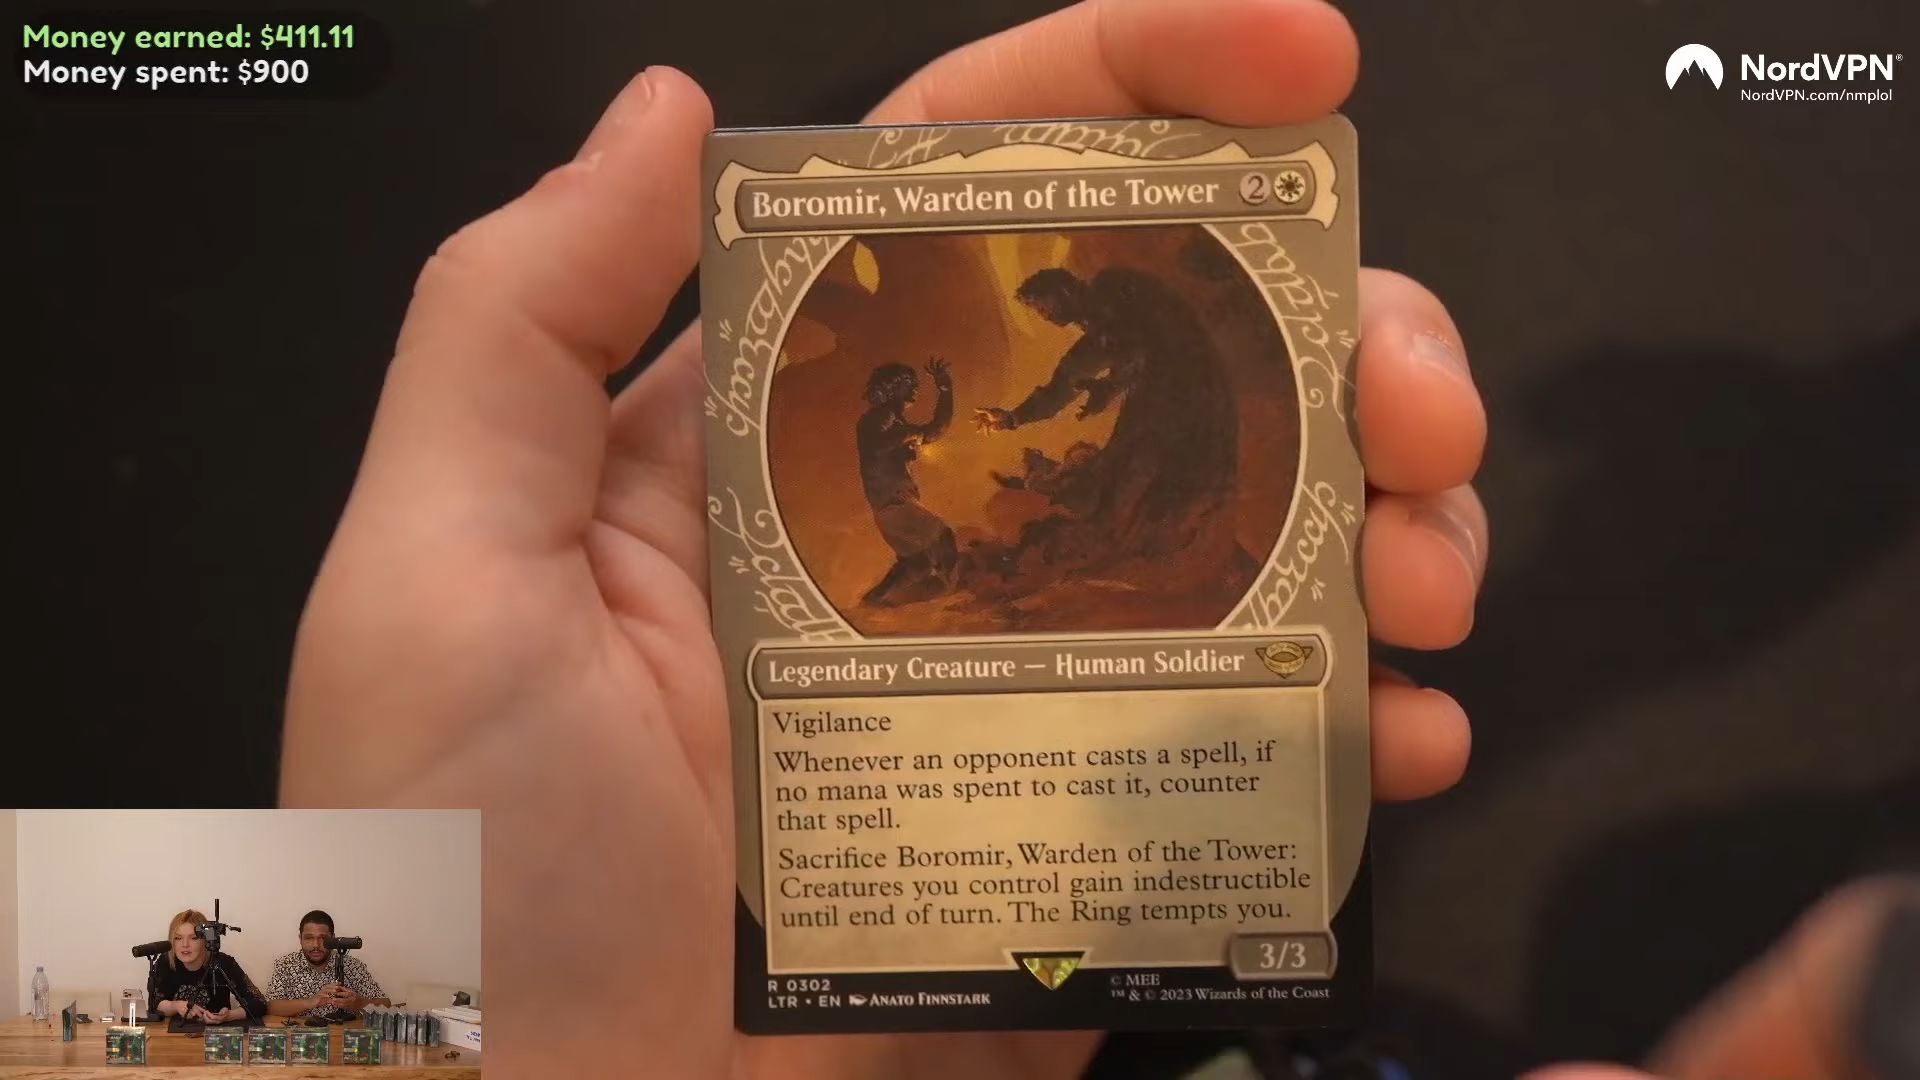 Money earned: $411.11
Money spent: $900
NordVPN®
NordVPN.com/nmplol
Boromir, Warden of the Tower 2
Legendary Creature — Human Soldier
Vigilance
Whenever an opponent casts a spell, if
no mana was spent to cast it, counter
that spell.
Sacrifice Boromir, Warden of the Tower:
Creatures you control gain indestructible
until end of turn. The Ring tempts you.
3/3
R 0302
LTR • EN ANATO FINNSTARK
© MEE
™ & © 2023 Wizards of the Coast